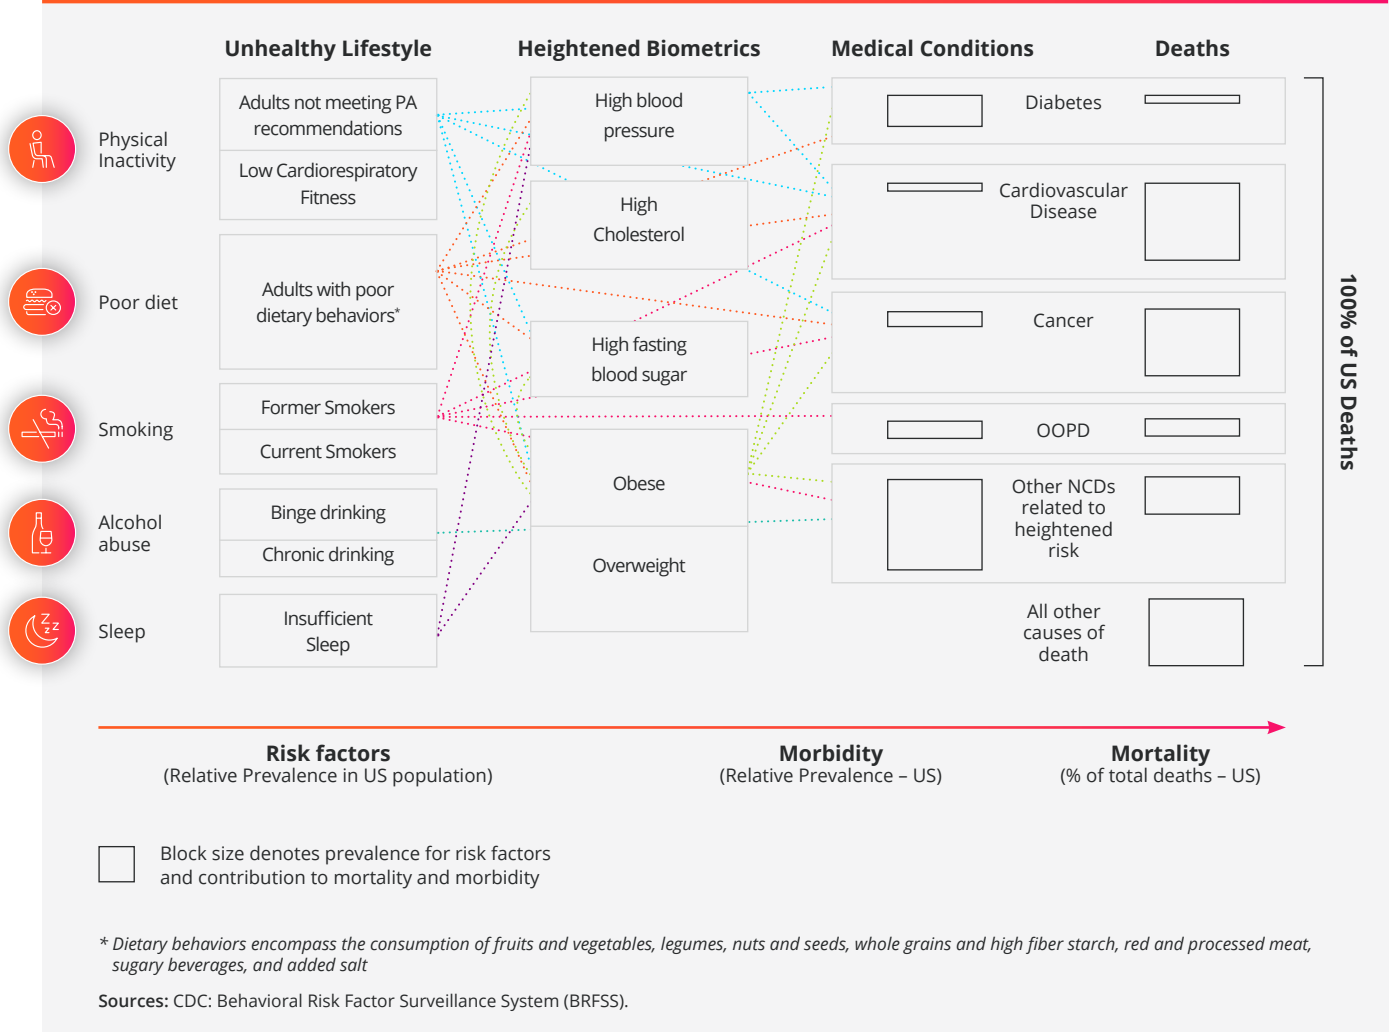 Unhealthy Lifestyle
Heightened Biometrics
Medical Conditions
Deaths
Physical
Inactivity
Adults not meeting PA
recommendations
Low Cardiorespiratory
Fitness
Poor diet
Adults with poor
dietary behaviors*
Smoking
Former Smokers
Current Smokers
Alcohol
abuse
Binge drinking
Chronic drinking
Sleep
Insufficient
Sleep
High blood
pressure
High
Cholesterol
High fasting
blood sugar
Obese
Overweight
Diabetes
Cardiovascular
Disease
Cancer
OOPD
Other NCDs
related to
heightened
risk
All other
causes of
death
100% of US Deaths
Risk factors
(Relative Prevalence in US population)
Morbidity
(Relative Prevalence – US)
Mortality
(% of total deaths – US)
Block size denotes prevalence for risk factors
and contribution to mortality and morbidity
* Dietary behaviors encompass the consumption of fruits and vegetables, legumes, nuts and seeds, whole grains and high fiber starch, red and processed meat,
sugary beverages, and added salt
Sources: CDC: Behavioral Risk Factor Surveillance System (BRFSS).